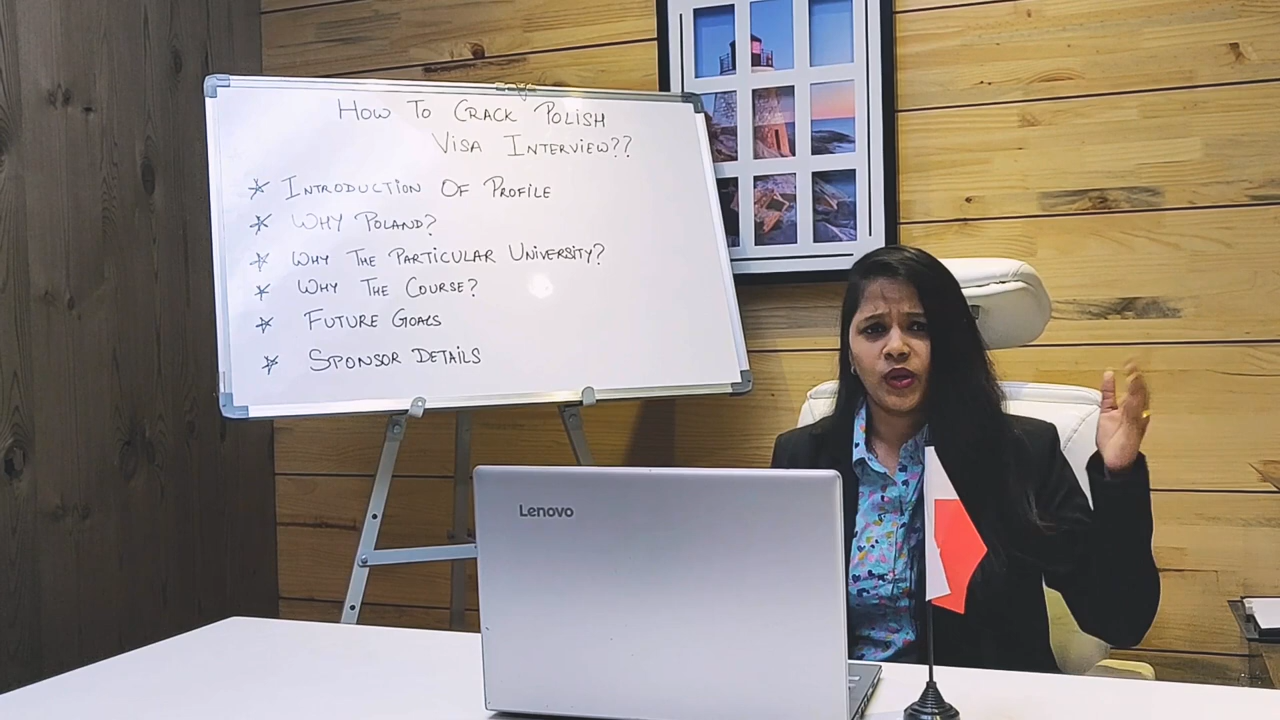 HOW TO CRACK POLISH
VISA INTERVIEW??
* INTRODUCTION OF PROFILE
* WHY POLAND?
* WHY THE PARTICULAR UNIVERSITY?
* WHY THE COURSE?
* FUTURE GOALS
* SPONSOR DETAILS
Lenovo